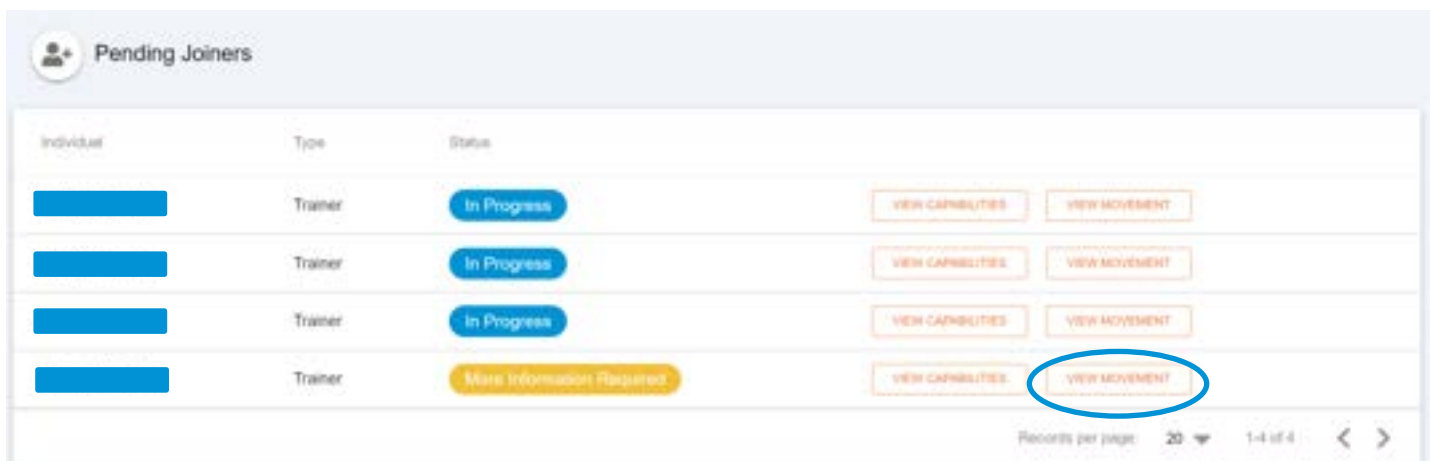 Pending Joiners
Individual Type Status
Trainer In Progress VIEW CAPABILITIES VIEW MOVEMENT
Trainer In Progress VIEW CAPABILITIES VIEW MOVEMENT
Trainer In Progress VIEW CAPABILITIES VIEW MOVEMENT
Trainer More Information Required VIEW CAPABILITIES VIEW MOVEMENT
Records per page: 20 1-4 of 4